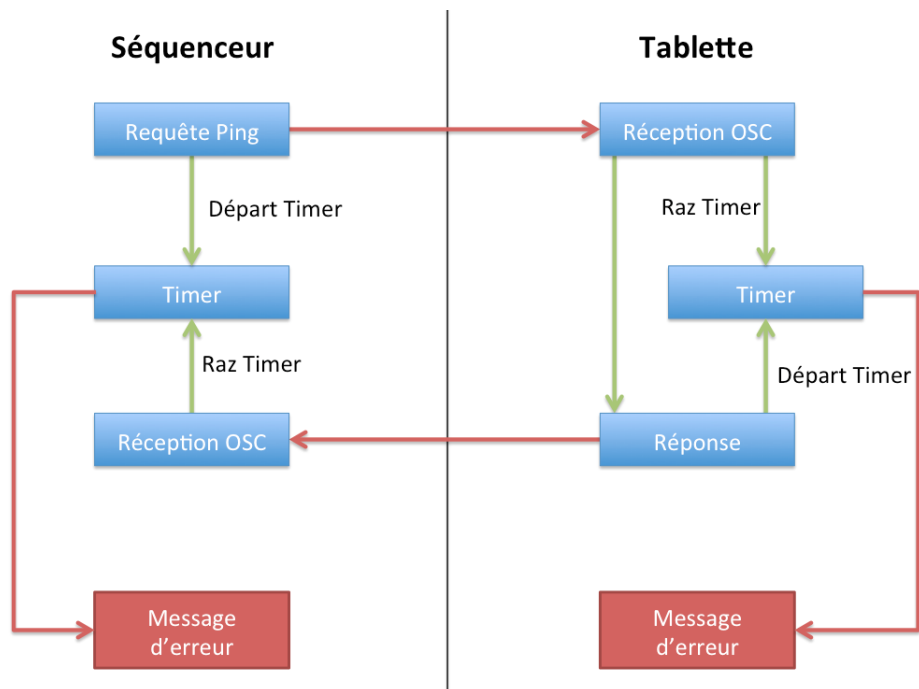 Séquenceur
Tablette
Requête Ping
Réception OSC
Départ Timer
Raz Timer
Timer
Timer
Raz Timer
Départ Timer
Réception OSC
Réponse
Message
d'erreur
Message
d'erreur